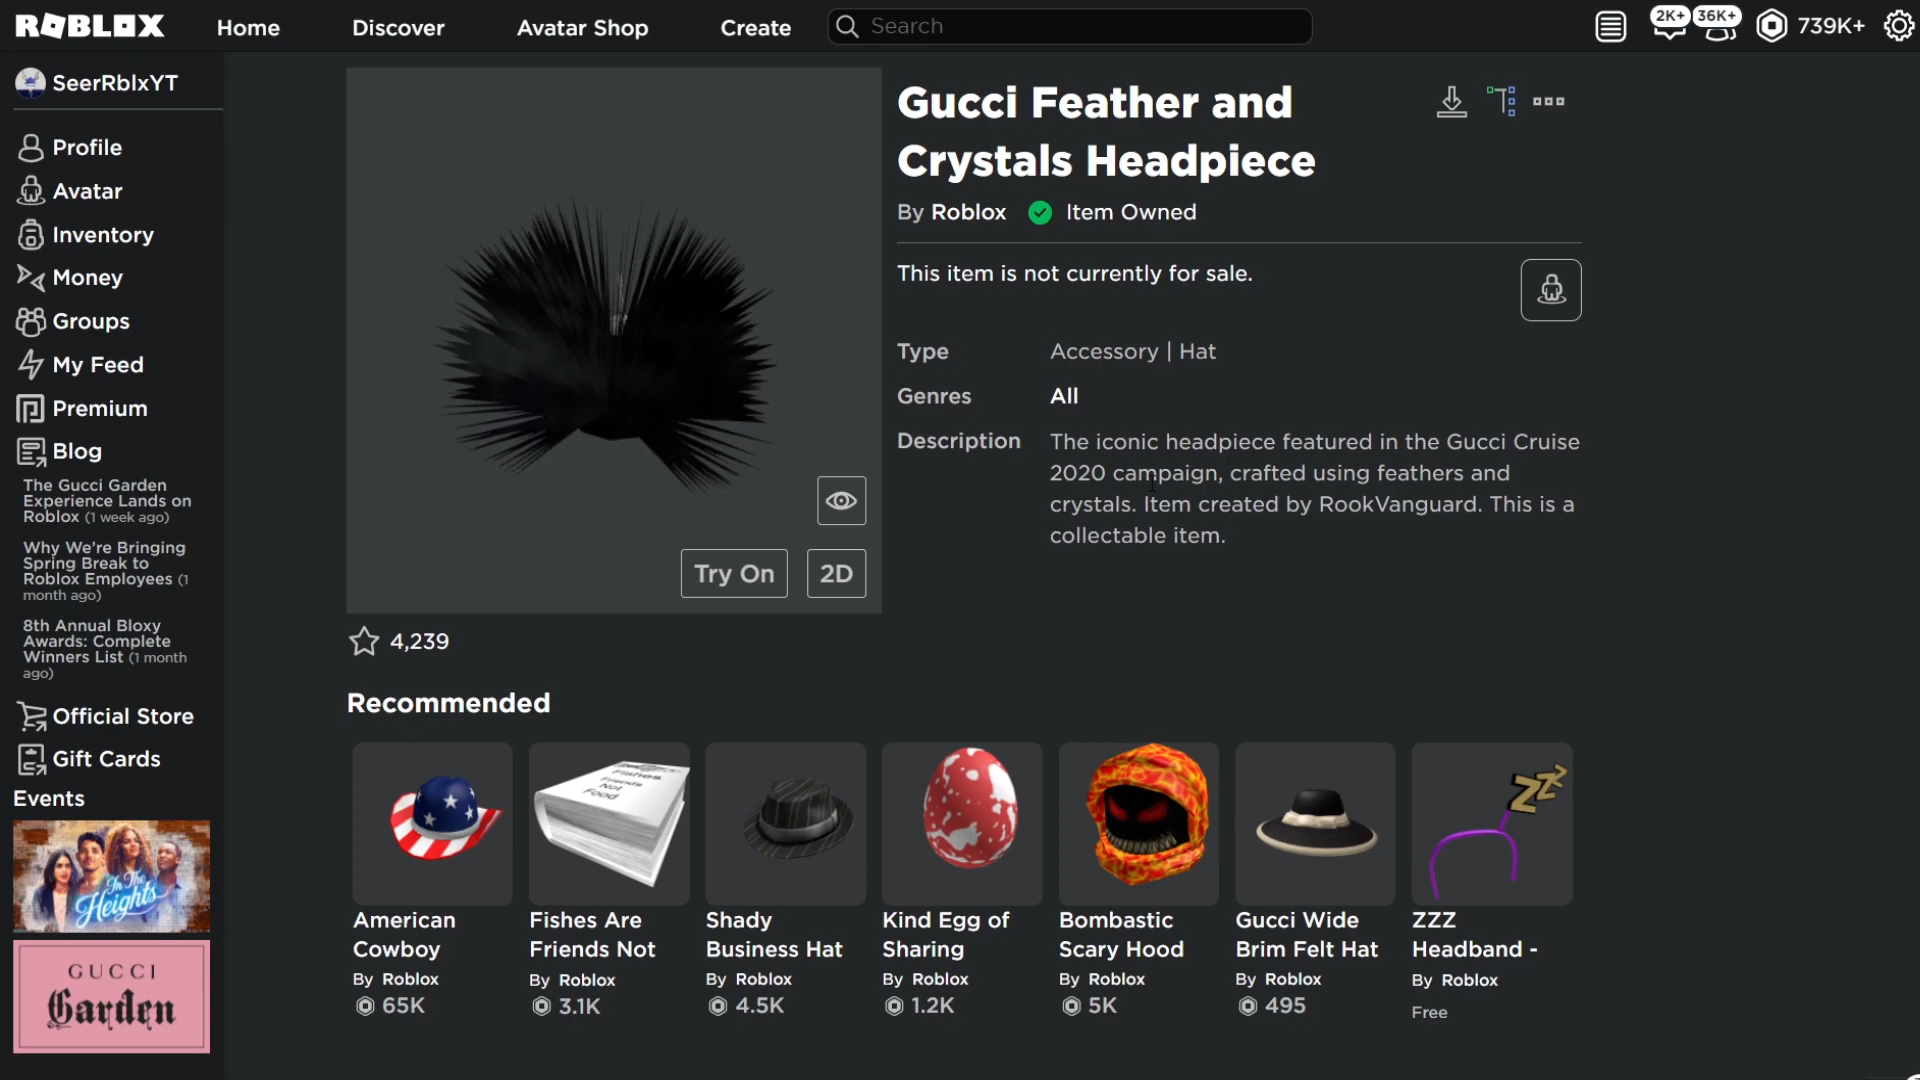 ROBLOX
Home
Discover
Avatar Shop
Create
Search
2K+
36K+
739K+
SeerRblxYT
Profile
Avatar
Inventory
Money
Groups
My Feed
Premium
Blog
The Gucci Garden
Experience Lands on
Roblox (1 week ago)
Why We're Bringing
Spring Break to
Roblox Employees (1
month ago)
8th Annual Bloxy
Awards: Complete
Winners List (1 month
ago)
Official Store
Gift Cards
Events
In The
Heights
GUCCI
Garden
Try On
2D
4,239
Gucci Feather and
Crystals Headpiece
By Roblox
Item Owned
This item is not currently for sale.
Type
Accessory | Hat
Genres
All
Description
The iconic headpiece featured in the Gucci Cruise
2020 campaign, crafted using feathers and
crystals. Item created by RookVanguard. This is a
collectable item.
Recommended
Fishes
Friends
Not
Food
ZZZ
American
Cowboy
By Roblox
65K
Fishes Are
Friends Not
By Roblox
3.1K
Shady
Business Hat
By Roblox
4.5K
Kind Egg of
Sharing
By Roblox
1.2K
Bombastic
Scary Hood
By Roblox
5K
Gucci Wide
Brim Felt Hat
By Roblox
495
ZZZ
Headband -
By Roblox
Free